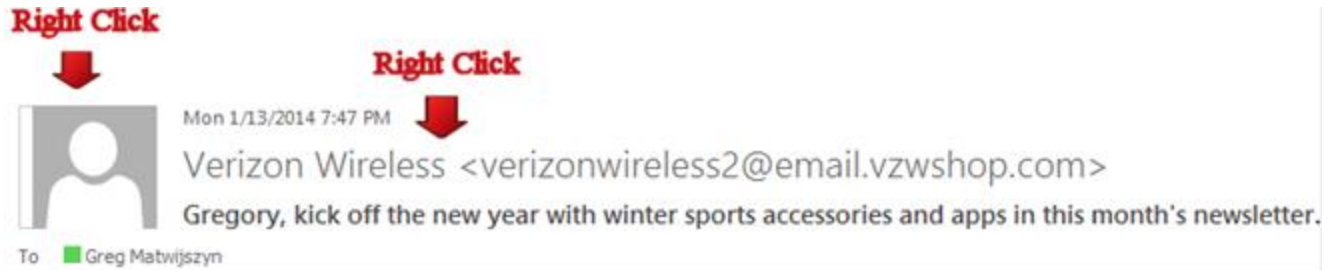 Right Click
Right Click
Mon 1/13/2014 7:47 PM
Verizon Wireless <verizonwireless2@email.vzwshop.com>
Gregory, kick off the new year with winter sports accessories and apps in this month's newsletter.
To Greg Matwijszyn